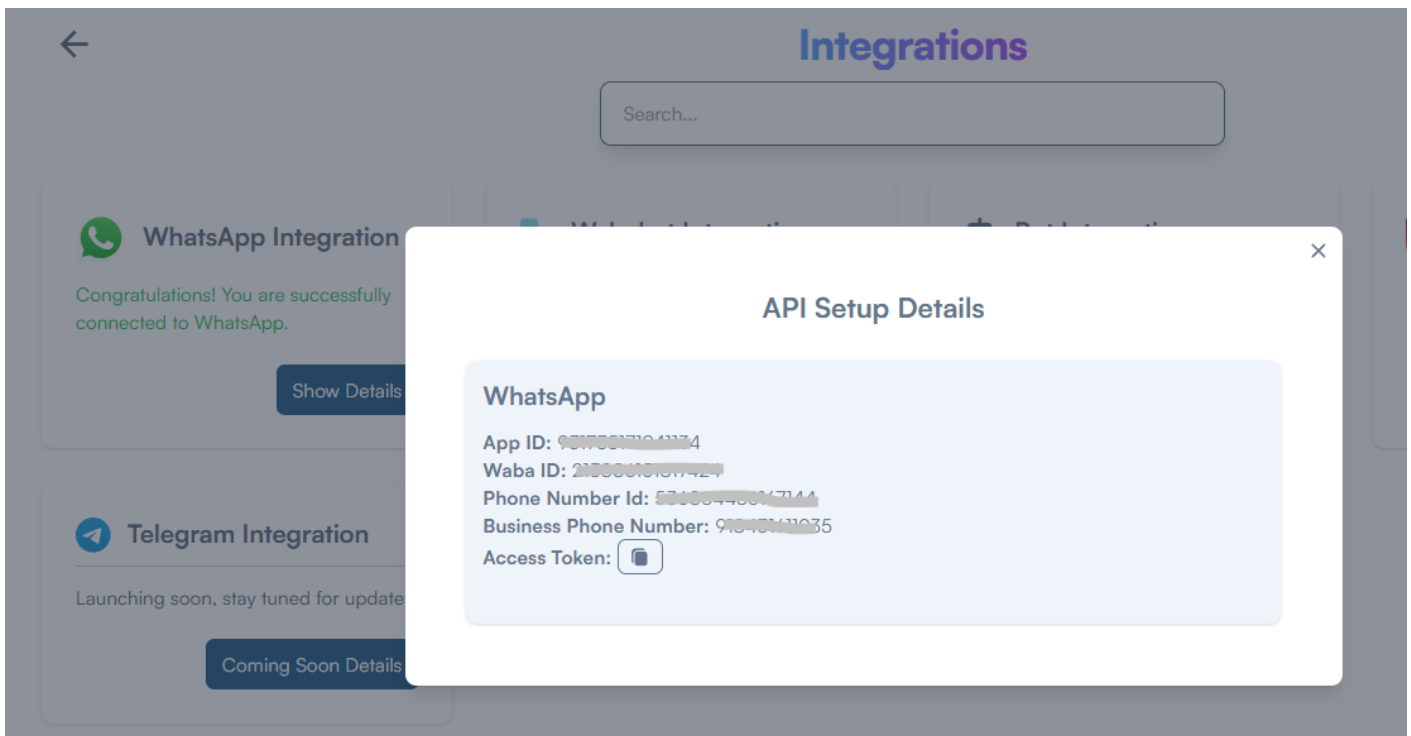 Integrations
Search...
WhatsApp Integration
Congratulations! You are successfully
connected to WhatsApp.
Show Details
Telegram Integration
Launching soon, stay tuned for update
Coming Soon Details
API Setup Details
WhatsApp
App ID:
Waba ID:
Phone Number Id:
Business Phone Number:
Access Token: